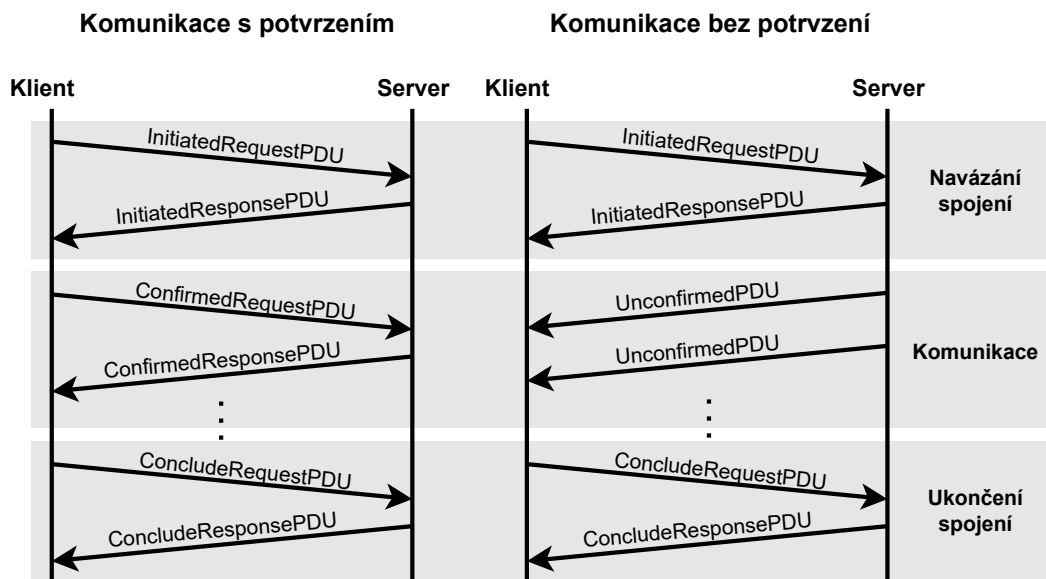 Komunikace s potvrzením
Komunikace bez potrvzení
Klient
Server
Klient
Server
InitiatedRequestPDU
InitiatedResponsePDU
InitiatedRequestPDU
InitiatedResponsePDU
Navázání
spojení
ConfirmedRequestPDU
ConfirmedResponsePDU
UnconfirmedPDU
UnconfirmedPDU
Komunikace
ConcludeRequestPDU
ConcludeResponsePDU
ConcludeRequestPDU
ConcludeResponsePDU
Ukončení
spojení